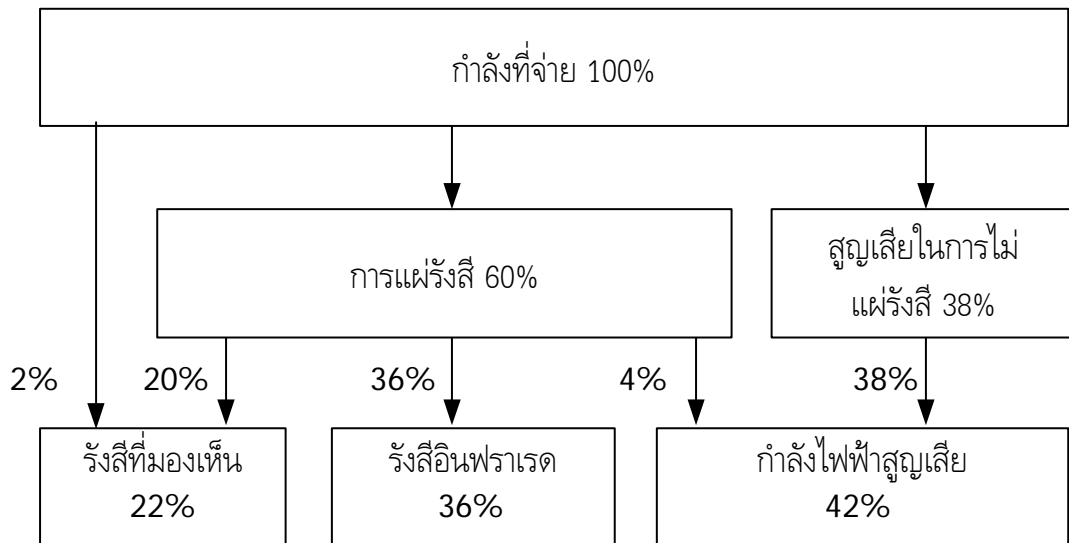 กำลังที่จ่าย 100%
การแผ่รังสี 60%
สูญเสียในการไม่
แผ่รังสี 38%
2%
20%
36%
4%
38%
รังสีที่มองเห็น
22%
รังสีอินฟราเรด
36%
กำลังไฟฟ้าสูญเสีย
42%